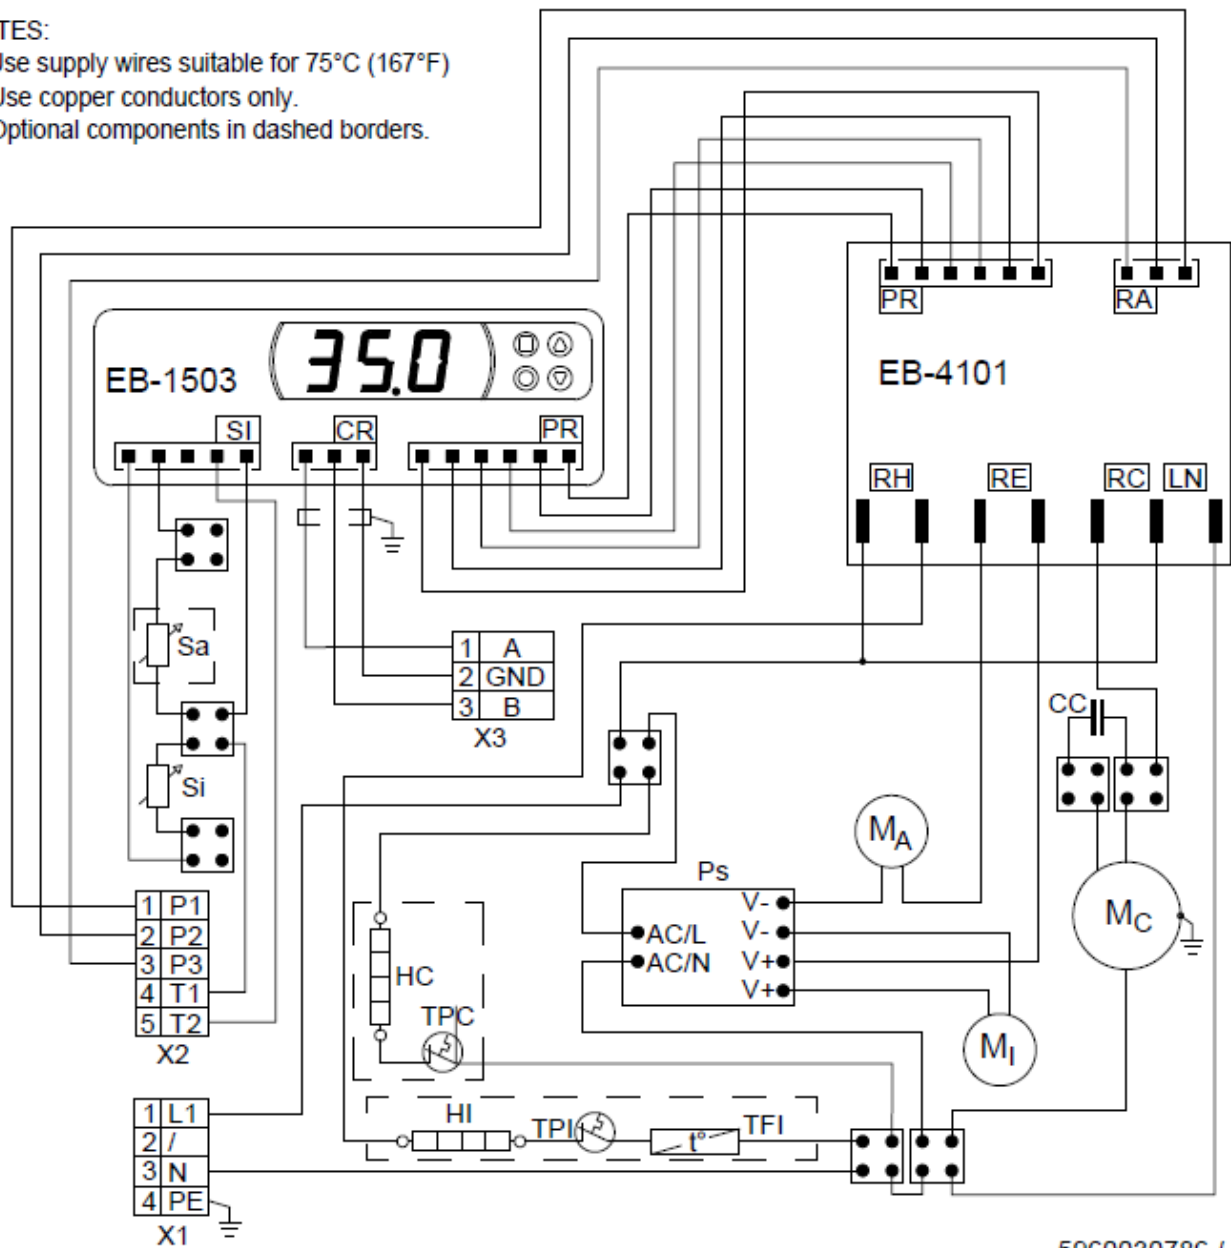 TES:
Use supply wires suitable for 75°C (167°F)
Use copper conductors only.
Optional components in dashed borders.
PR
RA
EB-4101
35.0
EB-1503
SI
CR
PR
RH
RE
RC
LN
Sa
1 A
2 GND
3 B
X3
CC
Si
MA
Ps
V-
AC/L
V-
AC/N
V+
V+
MC
1 P1
2 P2
3 P3
4 T1
5 T2
X2
HC
TPC
MI
HI
TPI
t°
TFI
1 L1
2 /
3 N
4 PE
X1